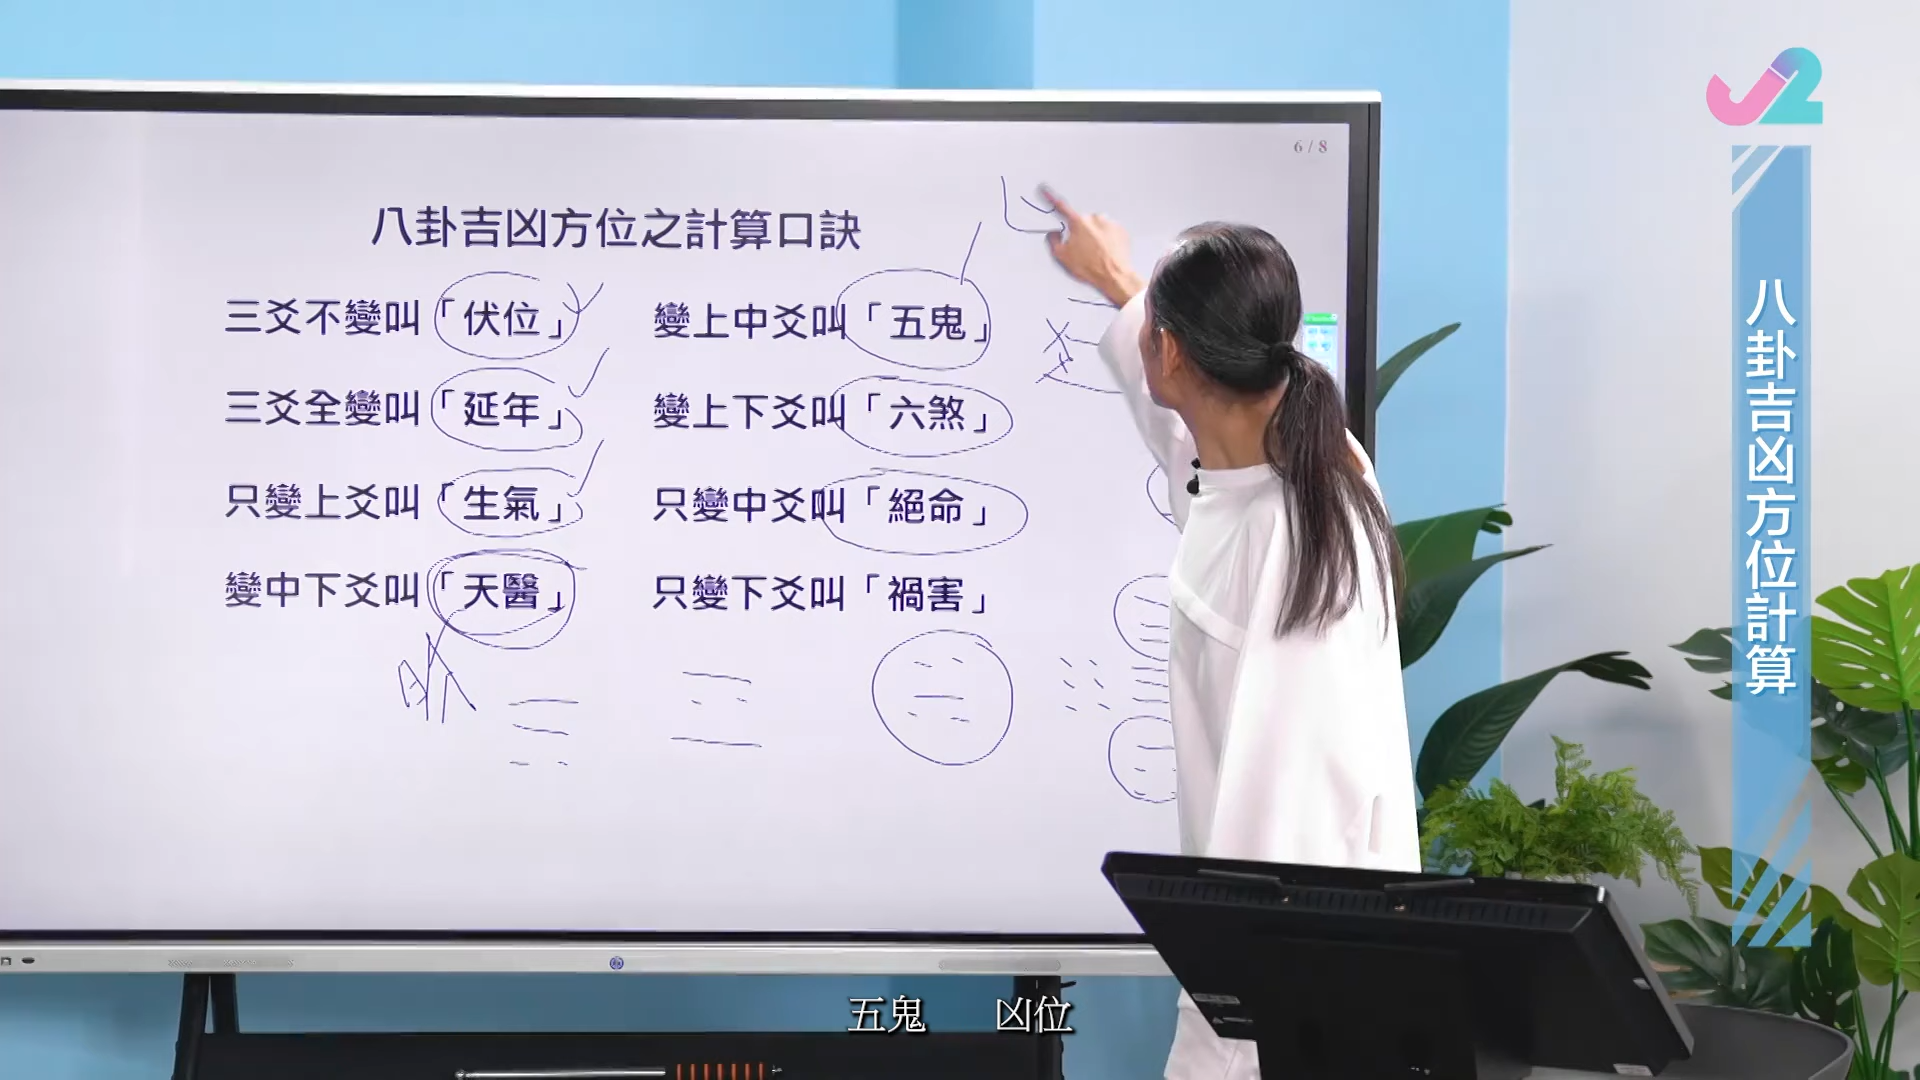 J2
6 / 8
八卦吉凶方位之計算口訣
三爻不變叫「伏位」 變上中爻叫「五鬼」
三爻全變叫「延年」 變上下爻叫「六煞」
只變上爻叫「生氣」 只變中爻叫「絕命」
變中下爻叫「天醫」 只變下爻叫「禍害」
八卦吉凶方位計算
五鬼 凶位